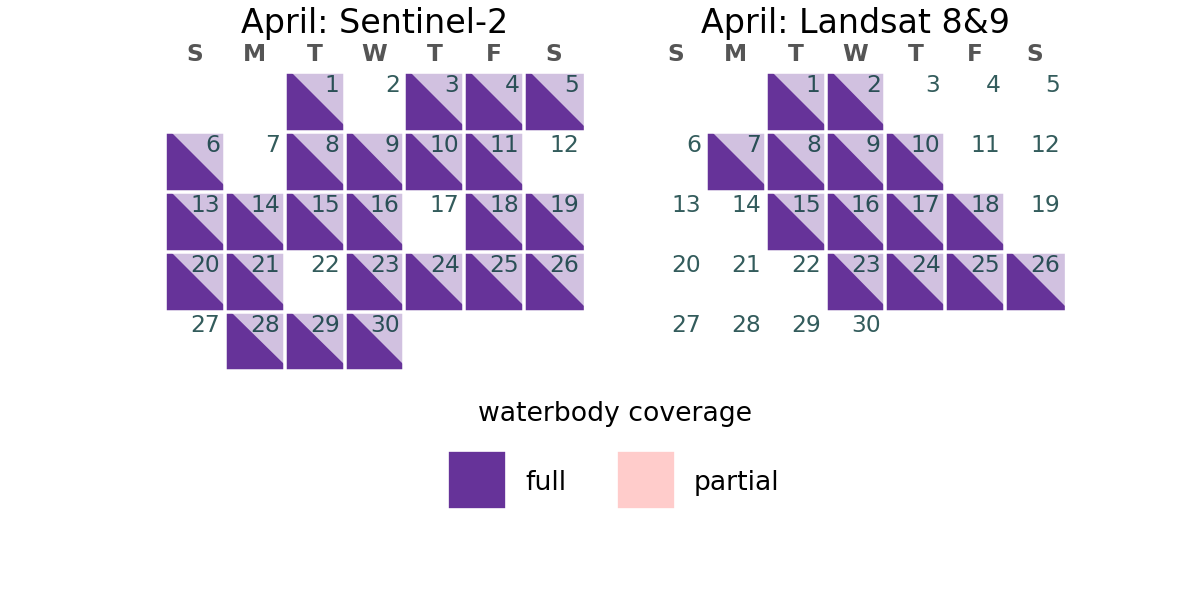 April: Sentinel-2
S M T W T F S
1 2 3 4 5
6 7 8 9 10 11 12
13 14 15 16 17 18 19
20 21 22 23 24 25 26
27 28 29 30
April: Landsat 8&9
S M T W T F S
1 2 3 4 5
6 7 8 9 10 11 12
13 14 15 16 17 18 19
20 21 22 23 24 25 26
27 28 29 30
waterbody coverage
full partial